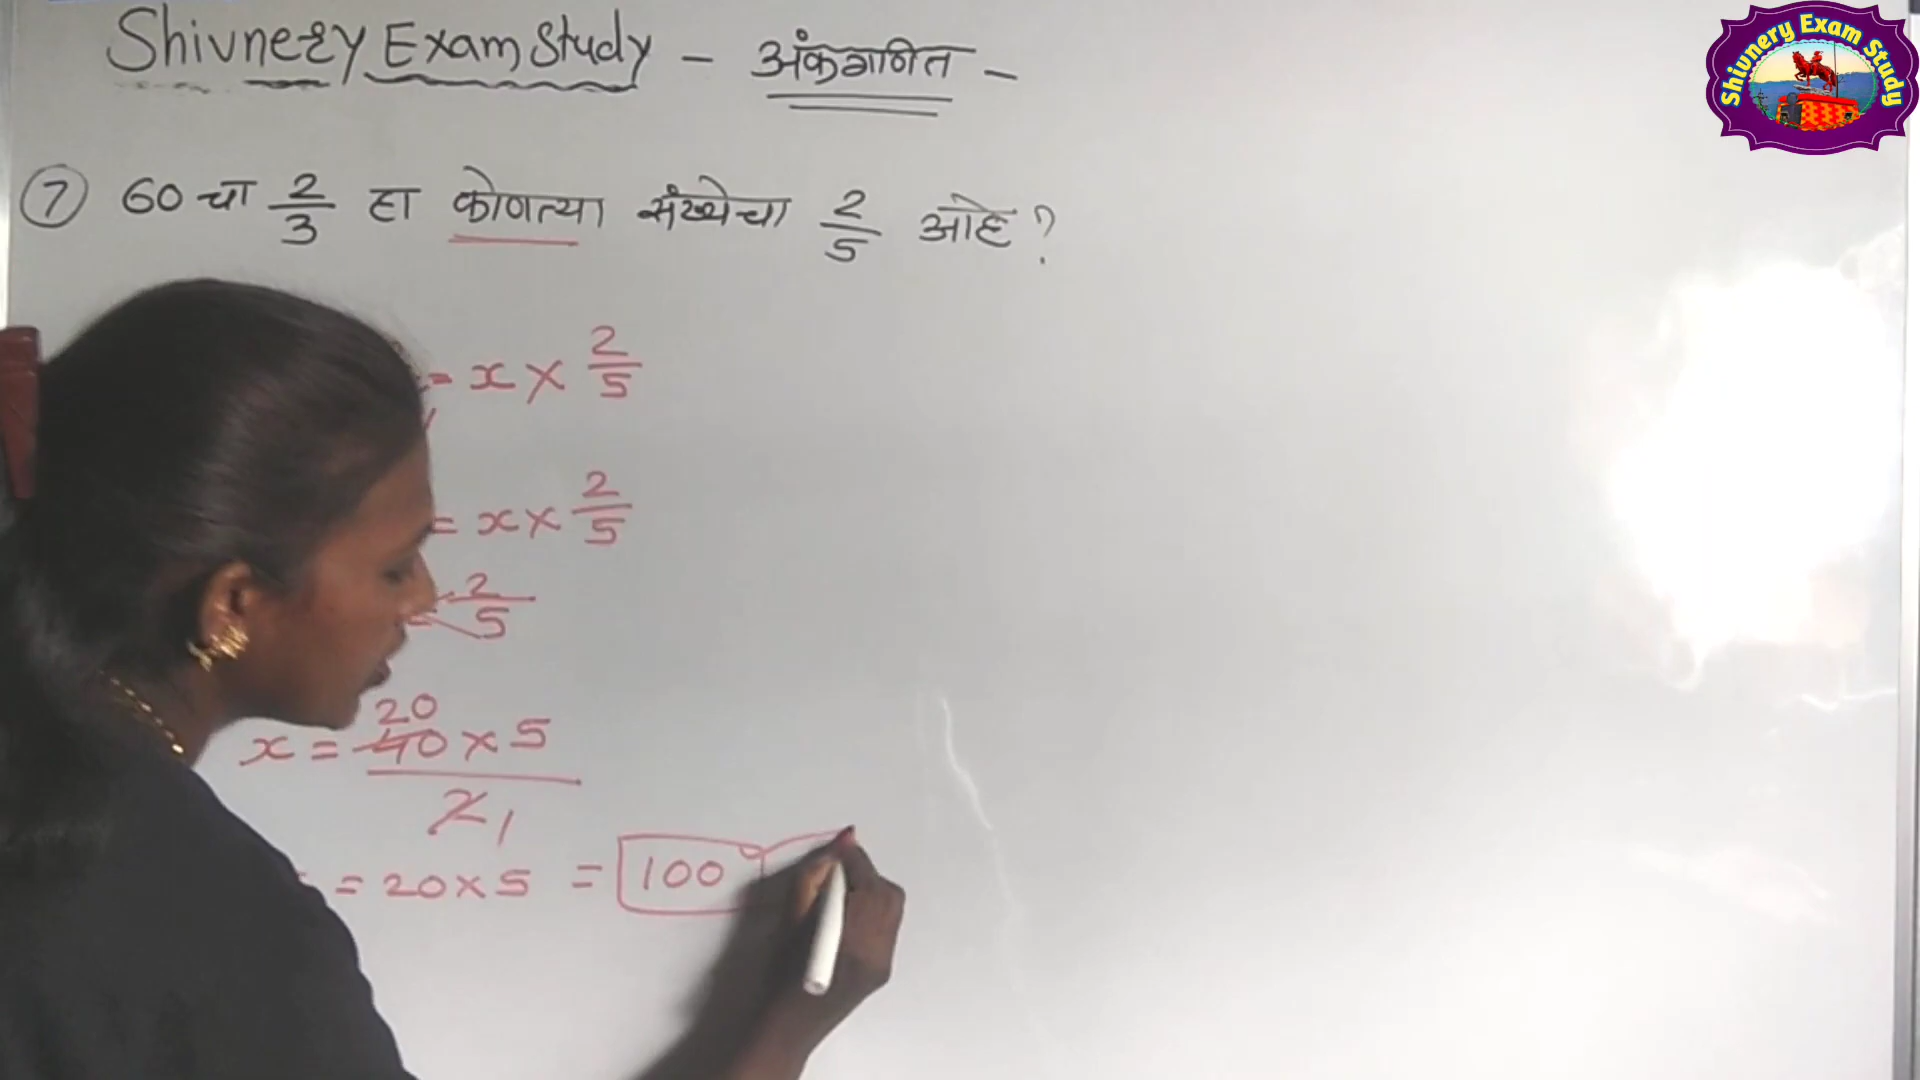 Shivnery Exam Study - अंकगणित -
Shivnery Exam Study
⑦ 60 चा 2/3 हा कोणत्या संख्येचा 2/5 आहे?
= x × 2/5
= x × 2/5
= 2/5
20
x = 40 × 5
2 1
= 20 × 5 = 100